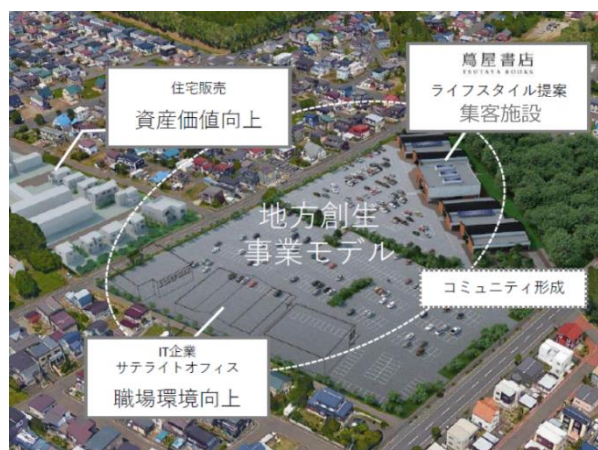 蔦屋書店
TSUTAYA BOOKS
ライフスタイル提案
集客施設
住宅販売
資産価値向上
地方創生
事業モデル
コミュニティ形成
IT企業
サテライトオフィス
職場環境向上